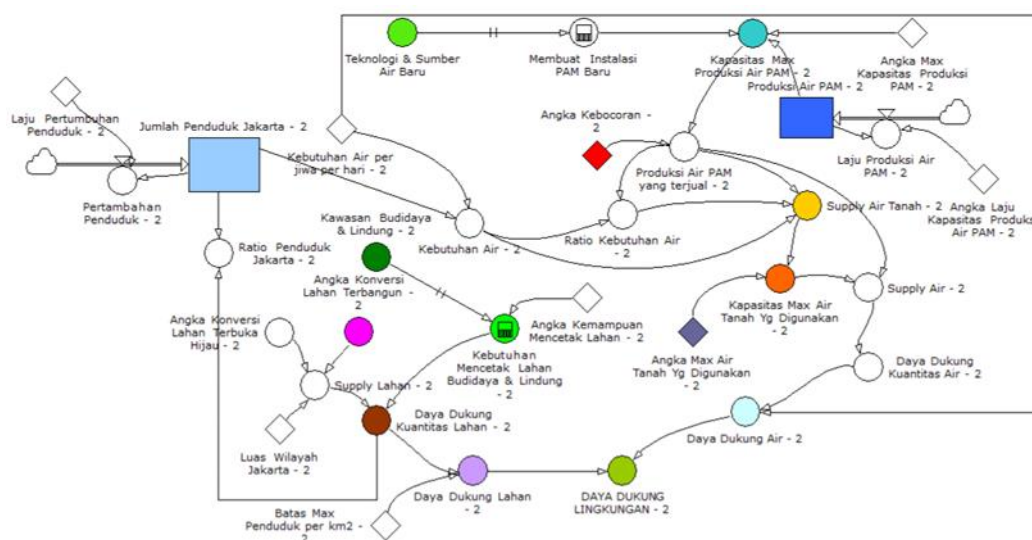 Teknologi & Sumber
Air Baru
Membuat Instalasi
PAM Baru
Kapasitas Max
Produksi Air PAM - 2
Angka Max
Kapasitas Produksi
PAM - 2
Produksi Air PAM - 2
Laju Pertumbuhan
Penduduk - 2
Jumlah Penduduk Jakarta - 2
Angka Kebocoran -
2
Kebutuhan Air per
jiwa per hari - 2
Produksi Air PAM
yang terjual - 2
Laju Produksi Air
PAM - 2
Pertambahan
Penduduk - 2
Angka Laju
Kapasitas Produksi
Air PAM - 2
Kawasan Budidaya
& Lindung - 2
Kebutuhan Air - 2
Ratio Kebutuhan Air -
2
Supply Air Tanah - 2
Ratio Penduduk
Jakarta - 2
Angka Konversi
Lahan Terbangun -
2
Kapasitas Max Air
Tanah Yg Digunakan
- 2
Supply Air - 2
Angka Konversi
Lahan Terbuka
Hijau - 2
Angka Kemampuan
Mencetak Lahan - 2
Kebutuhan
Mencetak Lahan
Budidaya & Lindung
- 2
Angka Max Air
Tanah Yg Digunakan
- 2
Daya Dukung
Kuantitas Air - 2
Supply Lahan - 2
Daya Dukung
Kuantitas Lahan - 2
Luas Wilayah
Jakarta - 2
Daya Dukung Air - 2
Daya Dukung Lahan
- 2
DAYA DUKUNG
LINGKUNGAN - 2
Batas Max
Penduduk per km2 -
2